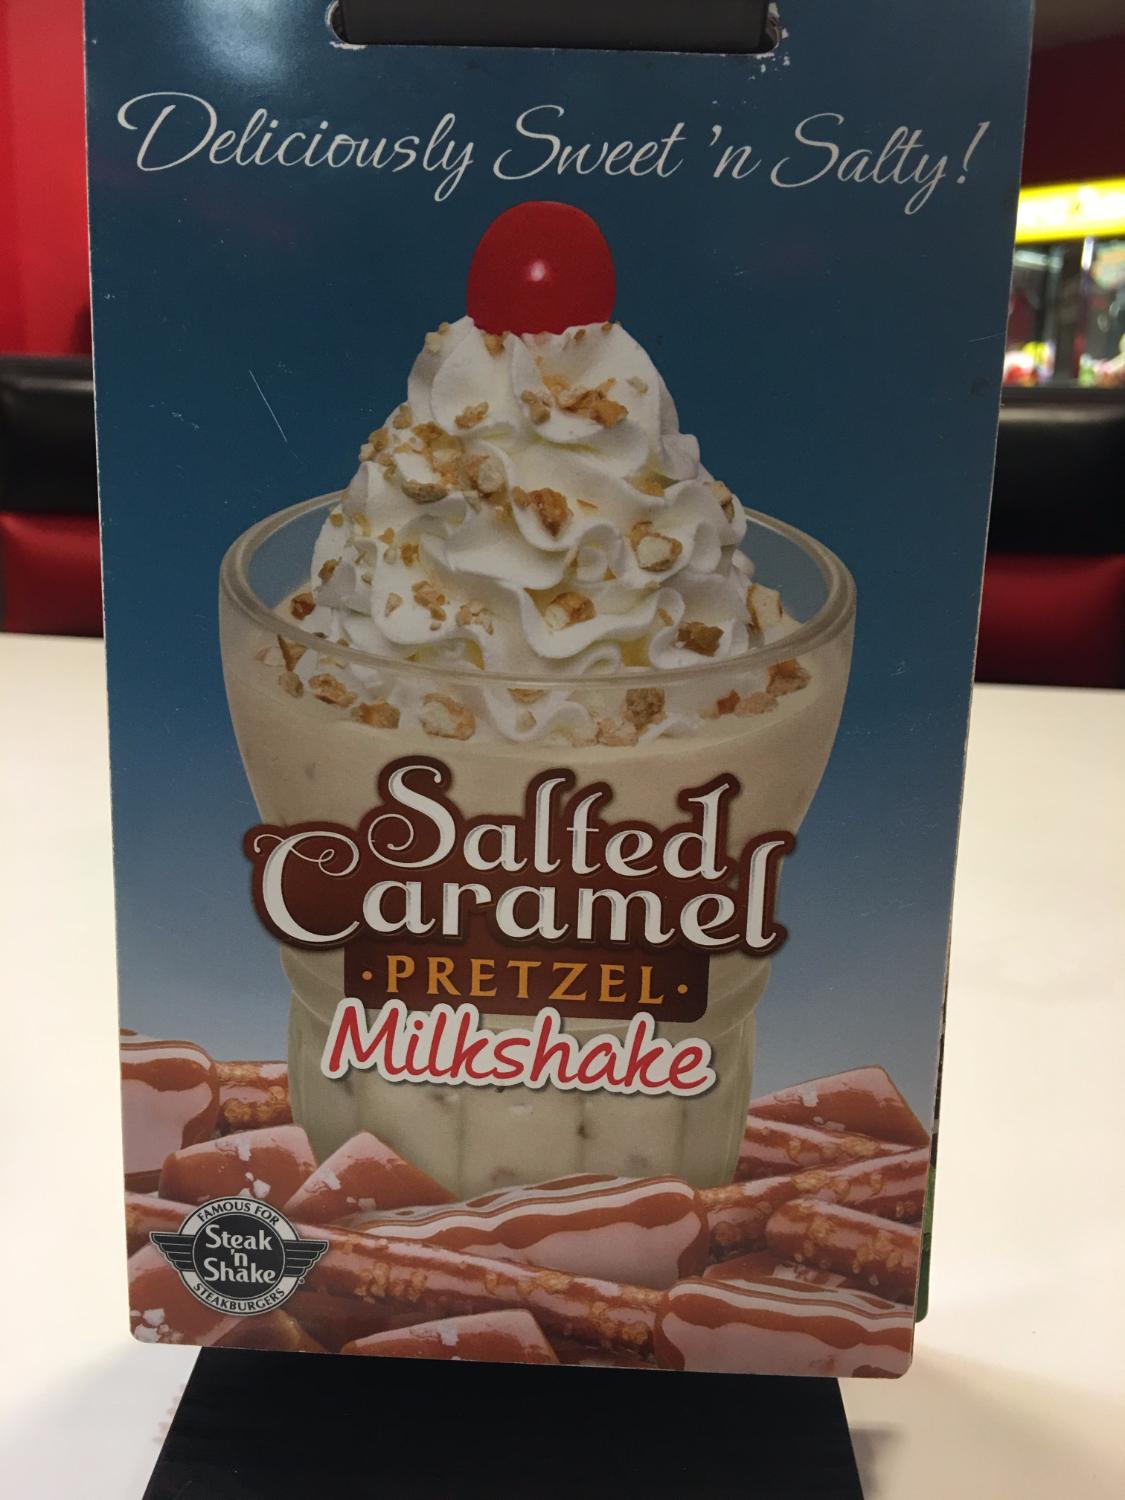 Deliciously Sweet 'n Salty!
Salted
Caramel
·PRETZEL·
Milkshake
FAMOUS FOR
Steak
'n
Shake
STEAKBURGERS